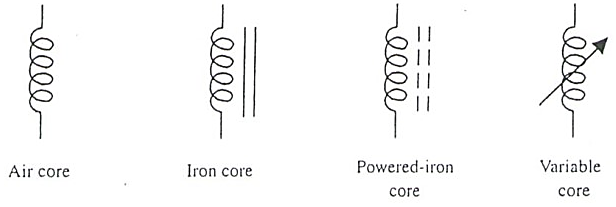 Air core
Iron core
Powered-iron
core
Variable
core